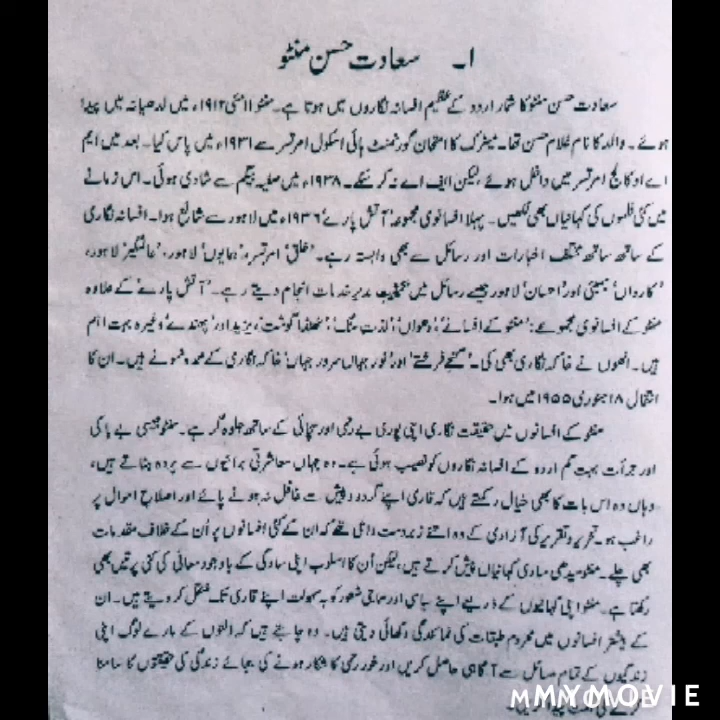 ۱۔ سعادت حسن منٹو
سعادت حسن منٹو کا شمار اردو کے عظیم افسانہ نگاروں میں ہوتا ہے۔ منٹو ۱۱ مئی ۱۹۱۲ء میں لدھیانہ میں پیدا
ہوئے۔ والد کا نام غلام حسن تھا۔ میٹرک کا امتحان گورنمنٹ ہائی اسکول امرتسر سے ۱۹۳۱ء میں پاس کیا۔ بعد میں ایم
اے او کالج امرتسر میں داخل ہوئے لیکن ایف اے نہ کر سکے۔ ۱۹۳۸ء میں صفیہ بیگم سے شادی ہوئی۔ اس زمانے
میں کئی فلموں کی کہانیاں بھی لکھیں۔ پہلا افسانوی مجموعہ 'آتش پارے' ۱۹۳۶ء میں لاہور سے شائع ہوا۔ افسانہ نگاری
کے ساتھ ساتھ مختلف اخبارات اور رسائل سے بھی وابستہ رہے۔ 'خلق' امرتسر، 'ہمایوں' لاہور، 'عالمگیر' لاہور،
'کارواں' بمبئی اور 'احسان' لاہور جیسے رسائل میں بحیثیت مدیر خدمات انجام دیتے رہے۔ 'آتش پارے' کے علاوہ
منٹو کے افسانوی مجموعے: 'منٹو کے افسانے'، 'دھواں'، 'لذت سنگ'، 'ٹھنڈا گوشت'، 'یزید' اور 'پھندنے' وغیرہ بہت اہم
ہیں۔ انھوں نے خاکہ نگاری بھی کی۔ 'گنجے فرشتے' اور 'نور جہاں سرور جہاں' خاکہ نگاری کے عمدہ نمونے ہیں۔ ان کا
انتقال ۱۸ جنوری ۱۹۵۵ میں ہوا۔
منٹو کے افسانوں میں حقیقت نگاری اپنی پوری بے رحمی اور سچائی کے ساتھ جلوہ گر ہے۔ منٹو جیسی بے باکی
اور جرأت بہت کم اردو کے افسانہ نگاروں کو نصیب ہوئی ہے۔ وہ جہاں معاشرتی برائیوں سے پردہ ہٹاتے ہیں،
وہاں وہ اس بات کا بھی خیال رکھتے ہیں کہ قاری اپنے گرد و پیش سے غافل نہ ہونے پائے اور اصلاحِ احوال پر
راغب ہو۔ تحریر و تقریر کی آزادی کے وہ اتنے زبردست قائل تھے کہ ان کے کئی افسانوں پر اُن کے خلاف مقدمات
بھی چلے۔ منٹو سیدھی سادی کہانیاں پیش کرتے ہیں، لیکن اُن کا اسلوب اپنی سادگی کے باوجود معانی کی کئی پرتیں بھی
رکھتا ہے۔ منٹو اپنی کہانیوں کے ذریعے اپنے سیاسی اور سماجی شعور کو بہ سہولت اپنے قاری تک منتقل کر دیتے ہیں۔ ان
کے بیشتر افسانوں میں محروم طبقات کی نمائندگی دکھائی دیتی ہیں۔ وہ چاہتے ہیں کہ الفتوں کے مارے لوگ اپنی
زندگیوں کے تمام مسائل سے آگاہی حاصل کریں اور خود رحمی کا شکار ہونے کی بجائے زندگی کی حقیقتوں کا سامنا
MY MOVIE